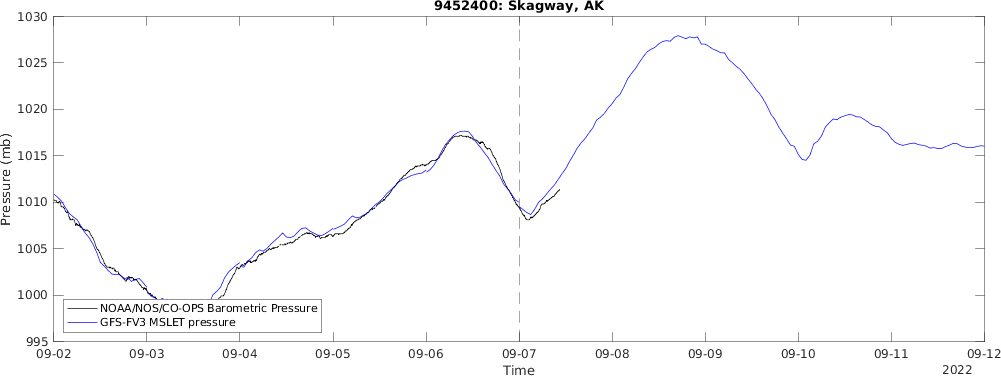 9452400: Skagway, AK
Pressure (mb)
1030
1025
1020
1015
1010
1005
1000
995
NOAA/NOS/CO-OPS Barometric Pressure
GFS-FV3 MSLET pressure
09-02 09-03 09-04 09-05 09-06 09-07 09-08 09-09 09-10 09-11 09-12
Time
2022